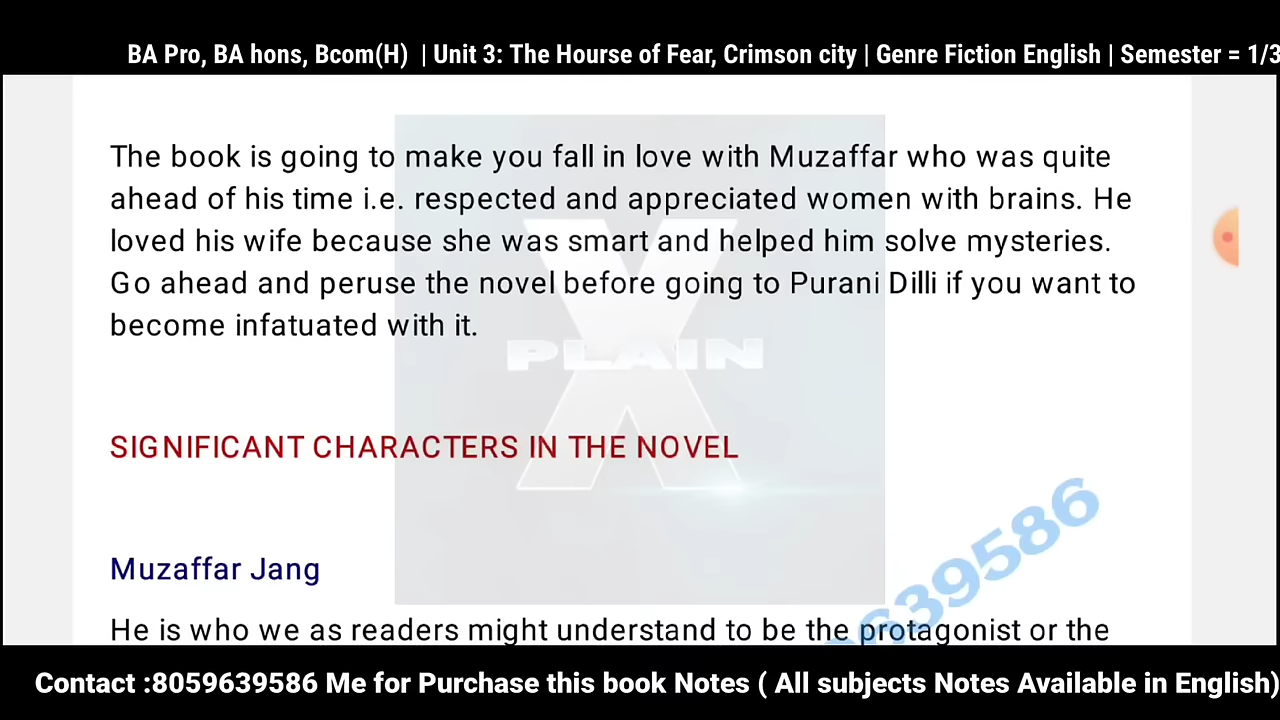 BA Pro, BA hons, Bcom(H) | Unit 3: The Hourse of Fear, Crimson city | Genre Fiction English | Semester = 1/3
The book is going to make you fall in love with Muzaffar who was quite
ahead of his time i.e. respected and appreciated women with brains. He
loved his wife because she was smart and helped him solve mysteries.
Go ahead and peruse the novel before going to Purani Dilli if you want to
become infatuated with it.
X
PLAIN
SIGNIFICANT CHARACTERS IN THE NOVEL
Muzaffar Jang
639586
He is who we as readers might understand to be the protagonist or the
Contact :8059639586 Me for Purchase this book Notes ( All subjects Notes Available in English)